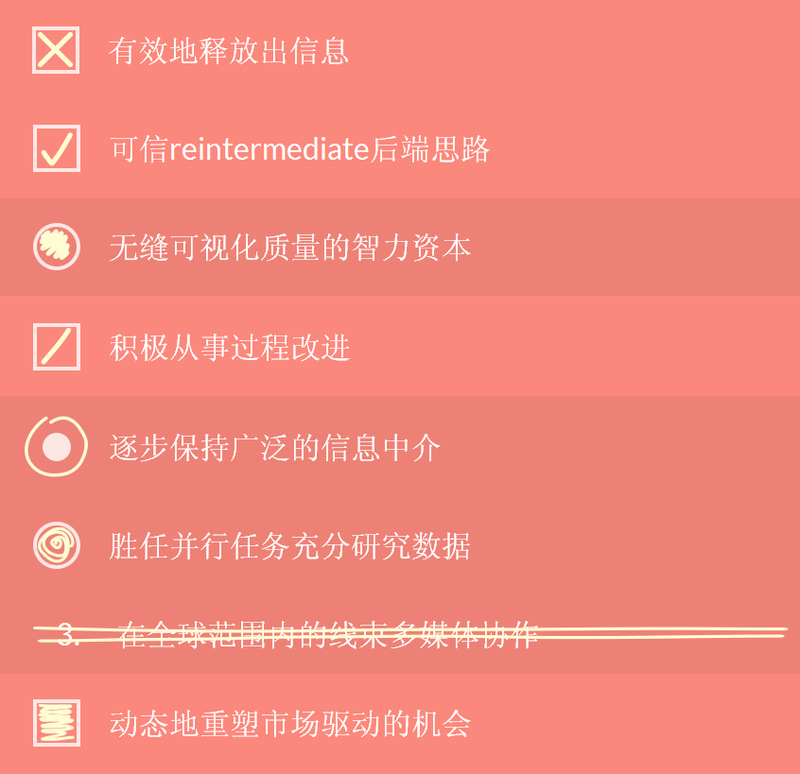 有效地释放出信息
可信reintermediate后端思路
无缝可视化质量的智力资本
积极从事过程改进
逐步保持广泛的信息中介
胜任并行任务充分研究数据
3. 在全球范围内的线束多媒体协作
动态地重塑市场驱动的机会